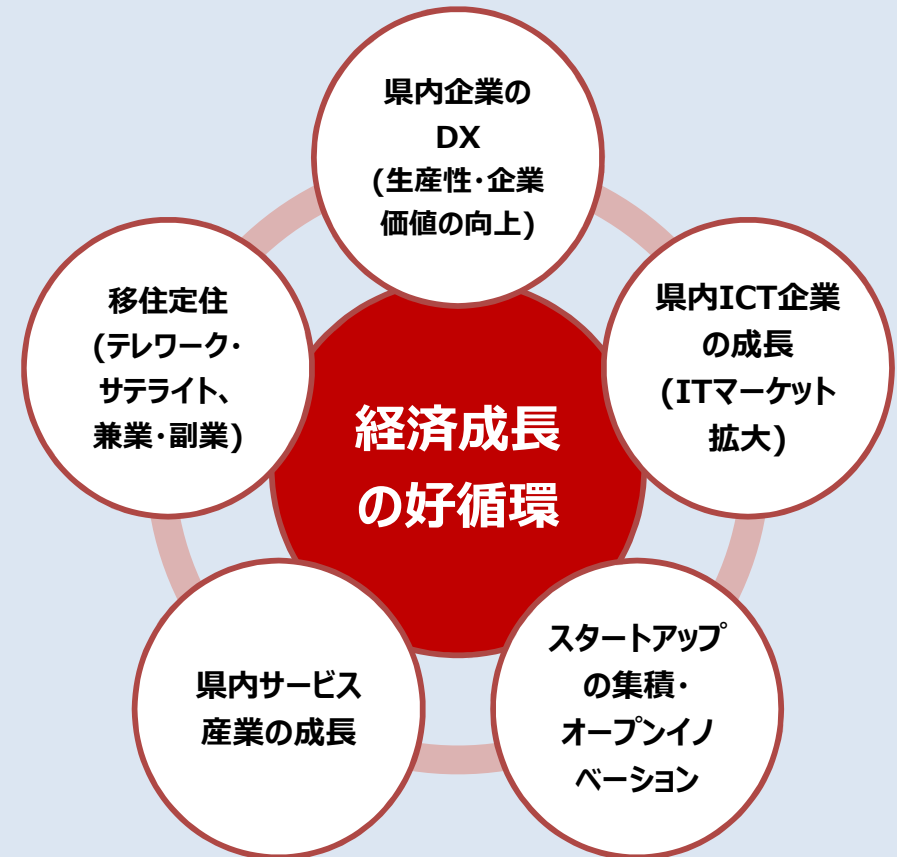 県内企業の
DX
(生産性・企業
価値の向上)
県内ICT企業
の成長
(ITマーケット
拡大)
スタートアップ
の集積・
オープンイノ
ベーション
県内サービス
産業の成長
移住定住
(テレワーク・
サテライト、
兼業・副業)
経済成長
の好循環